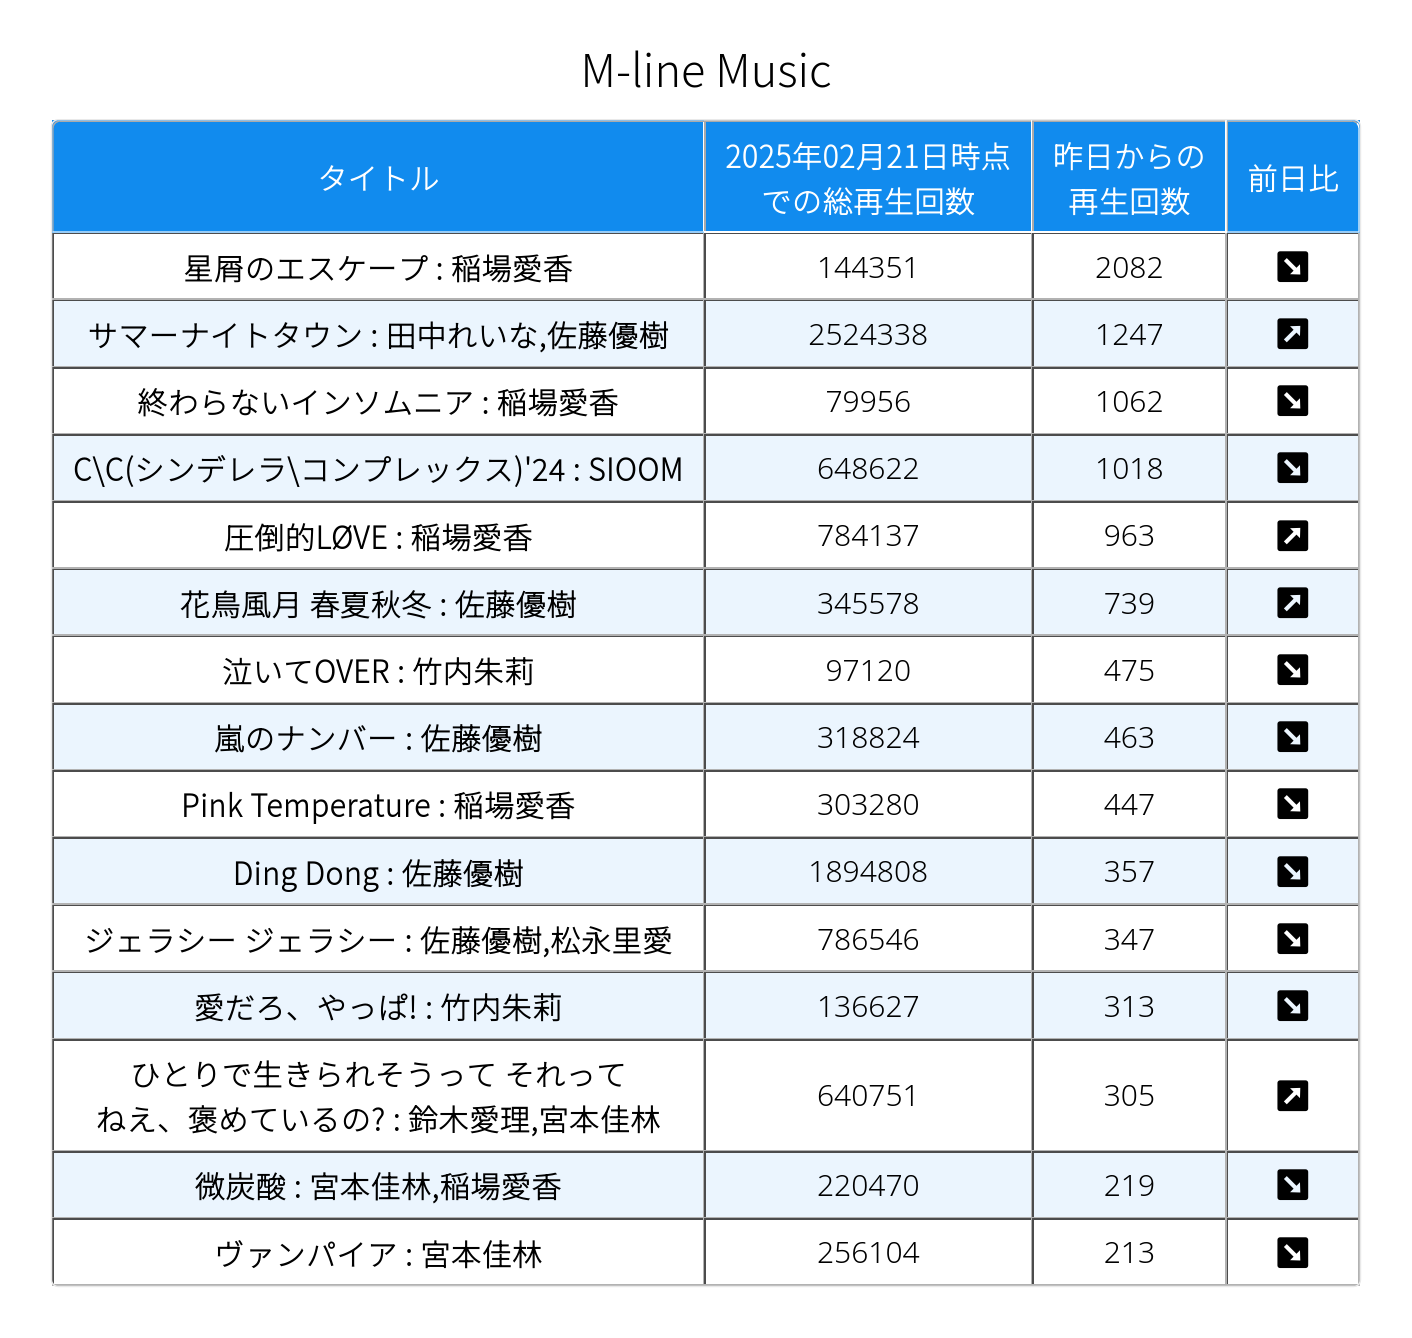 M-line Music
タイトル 2025年02月21日時点 昨日からの 前日比
での総再生回数 再生回数
星屑のエスケープ : 稲場愛香 144351 2082 ↘
サマーナイトタウン : 田中れいな,佐藤優樹 2524338 1247 ↗
終わらないインソムニア : 稲場愛香 79956 1062 ↘
C\C(シンデレラ\コンプレックス)'24 : SIOOM 648622 1018 ↘
圧倒的LØVE : 稲場愛香 784137 963 ↗
花鳥風月 春夏秋冬 : 佐藤優樹 345578 739 ↗
泣いてOVER : 竹内朱莉 97120 475 ↘
嵐のナンバー : 佐藤優樹 318824 463 ↘
Pink Temperature : 稲場愛香 303280 447 ↘
Ding Dong : 佐藤優樹 1894808 357 ↘
ジェラシー ジェラシー : 佐藤優樹,松永里愛 786546 347 ↘
愛だろ、やっぱ! : 竹内朱莉 136627 313 ↘
ひとりで生きられそうって それって
ねえ、褒めているの? : 鈴木愛理,宮本佳林 640751 305 ↗
微炭酸 : 宮本佳林,稲場愛香 220470 219 ↘
ヴァンパイア : 宮本佳林 256104 213 ↘